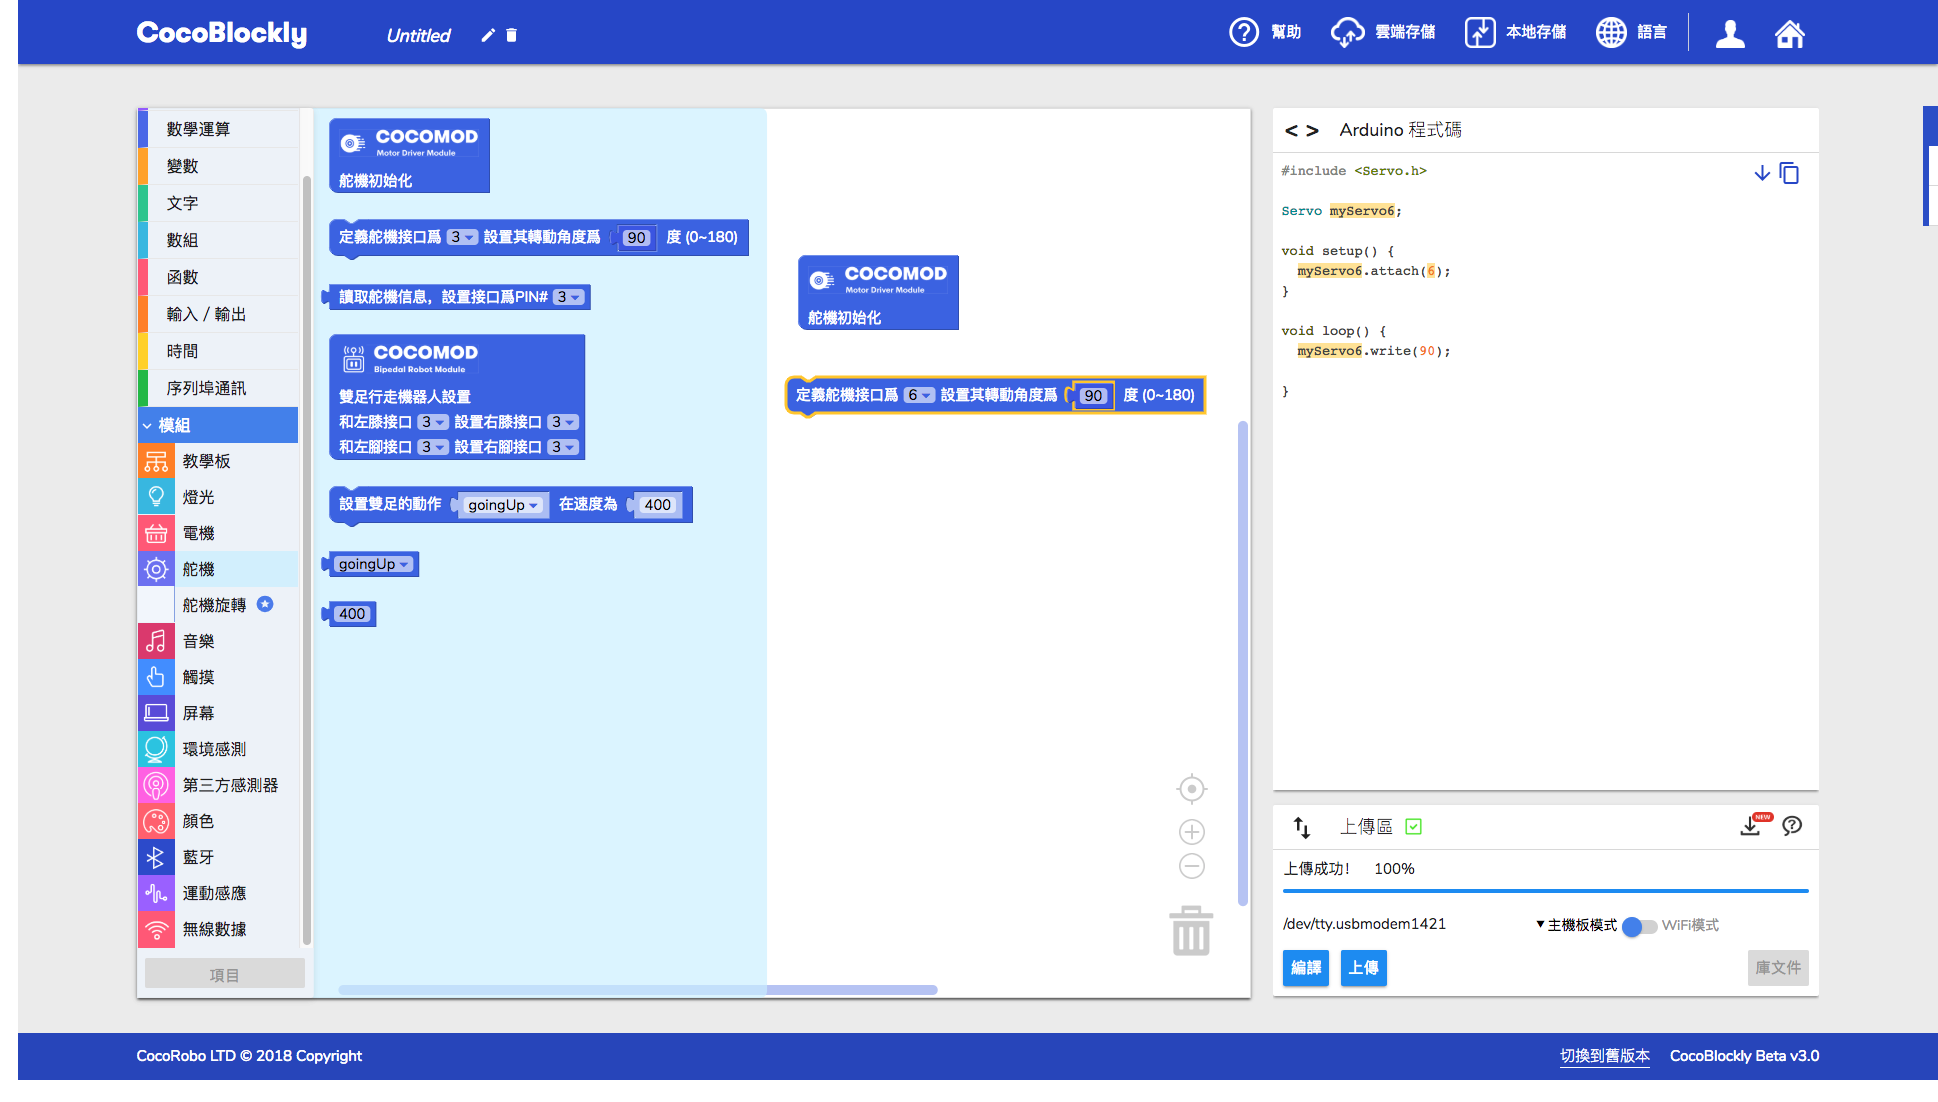 CocoBlockly
Untitled
幫助
雲端存儲
本地存儲
語言
數學運算
變數
文字
數組
函數
輸入 / 輸出
時間
序列埠通訊
模組
教學板
燈光
電機
舵機
舵機旋轉
音樂
觸摸
屏幕
環境感測
第三方感測器
顏色
藍牙
運動感應
無線數據
項目
COCOMOD
Motor Driver Module
舵機初始化
定義舵機接口爲 3 設置其轉動角度爲 90 度 (0~180)
讀取舵機信息，設置接口爲PIN# 3
COCOMOD
Bipedal Robot Module
雙足行走機器人設置
和左膝接口 3 設置右膝接口 3
和左腳接口 3 設置右腳接口 3
設置雙足的動作 goingUp 在速度為 400
goingUp
400
COCOMOD
Motor Driver Module
舵機初始化
定義舵機接口爲 6 設置其轉動角度爲 90 度 (0~180)
< > Arduino 程式碼
#include <Servo.h>
Servo myServo6;
void setup() {
myServo6.attach(6);
}
void loop() {
myServo6.write(90);
}
上傳區
NEW
上傳成功! 100%
/dev/tty.usbmodem1421
主機板模式
WiFi模式
編譯
上傳
庫文件
CocoRobo LTD © 2018 Copyright
切換到舊版本
CocoBlockly Beta v3.0